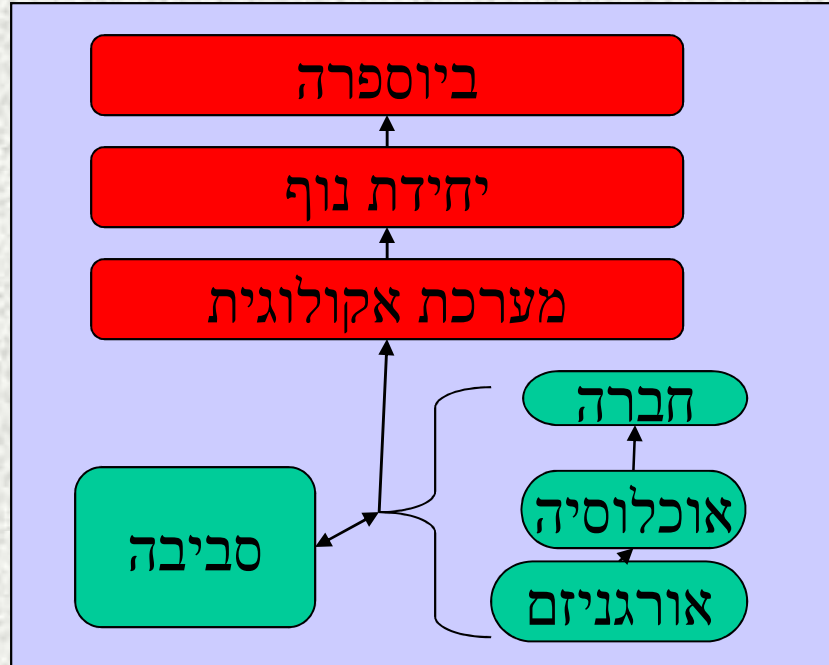 ביוספרה
יחידת נוף
מערכת אקולוגית
חברה
אוכלוסיה
סביבה
אורגניזם